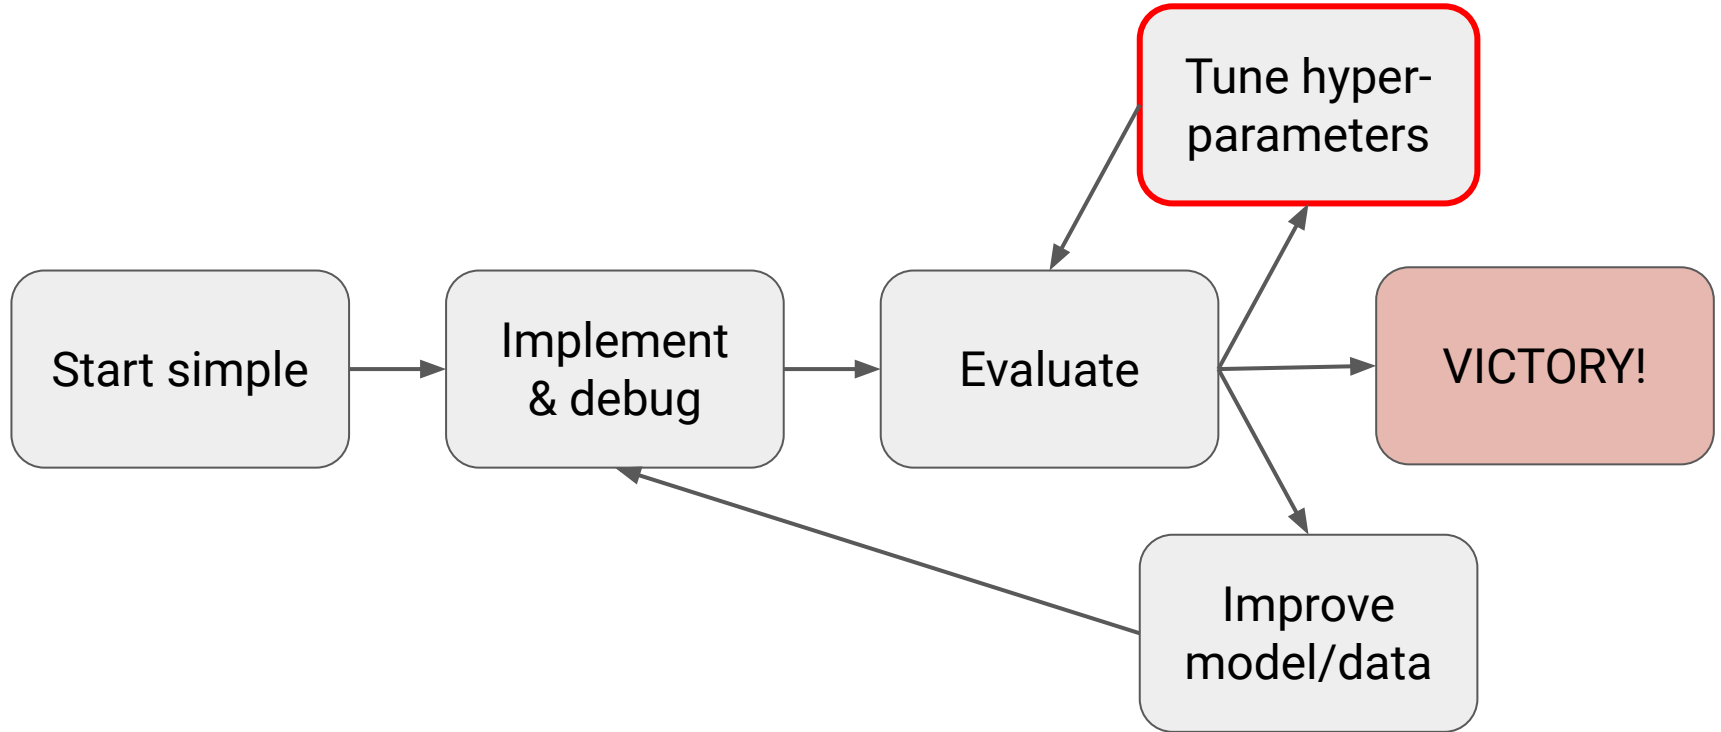 Tune hyper-
parameters
Start simple
Implement
& debug
Evaluate
VICTORY!
Improve
model/data